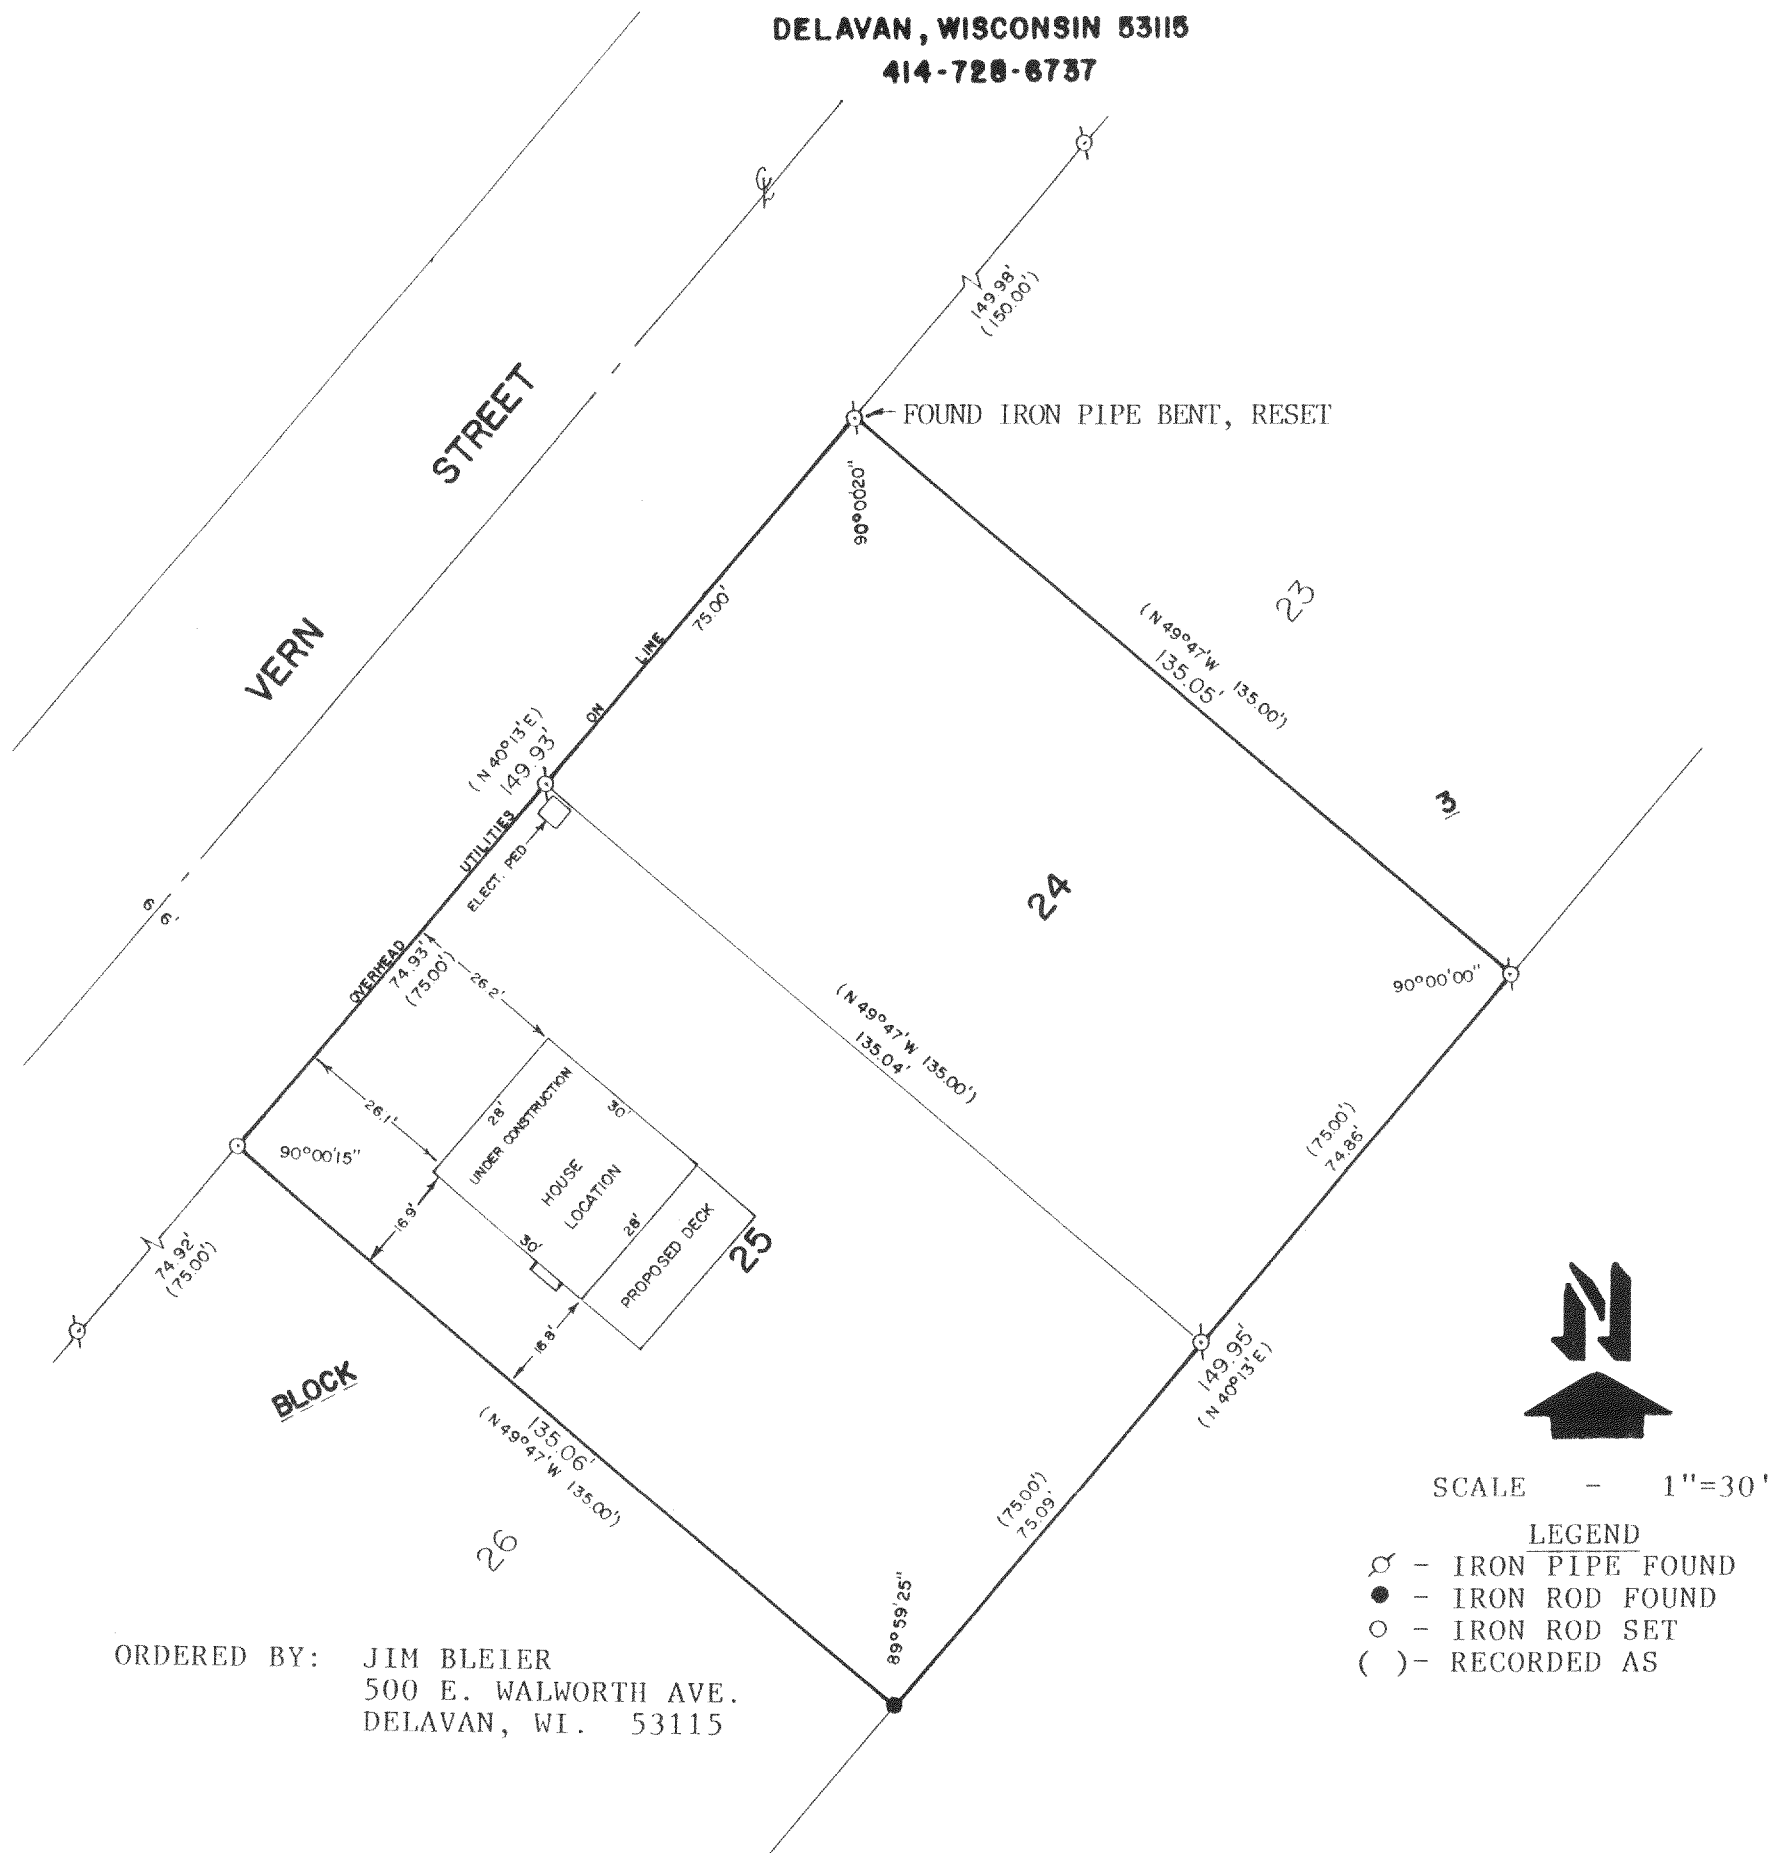 DELAVAN, WISCONSIN 53115
414-728-6737
℄
149.98'
(150.00')
STREET
FOUND IRON PIPE BENT, RESET
90°00'20"
VERN
75.00'
LINE
ON
23
(N 49°47'W 135.00')
135.05'
(N 40°13'E)
149.93'
UTILITIES
ELECT. PED
3
24
66'
OVERHEAD
74.93'
(75.00')
26.2'
90°00'00"
(N 49°47'W 135.00')
135.04'
26.1'
28'
UNDER CONSTRUCTION
30'
HOUSE
LOCATION
28'
30'
PROPOSED DECK
25
90°00'15"
16.9'
16.8'
(75.00')
74.86'
74.92'
(75.00')
BLOCK
149.95'
(N 40°13'E)
135.06'
(N 49°47'W 135.00')
(75.00')
75.09'
26
89°59'25"
N
SCALE - 1"=30'
LEGEND
- IRON PIPE FOUND
- IRON ROD FOUND
- IRON ROD SET
( )- RECORDED AS
ORDERED BY: JIM BLEIER
500 E. WALWORTH AVE.
DELAVAN, WI. 53115